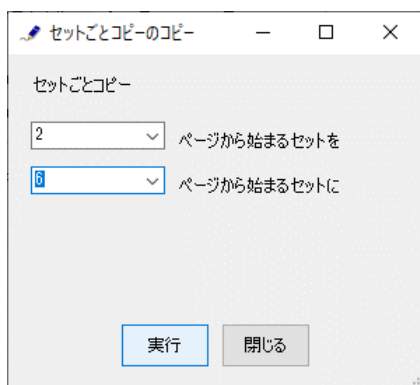 セットごとコピーのコピー
セットごとコピー
2 ページから始まるセットを
6 ページから始まるセットに
実行 閉じる